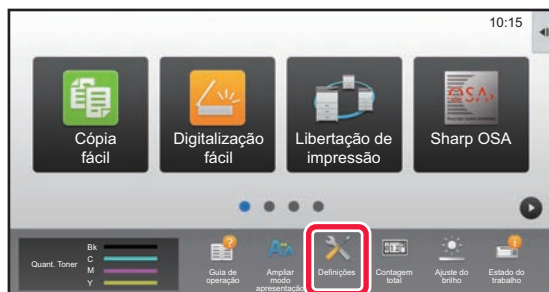 10:15
Cópia
fácil
Digitalização
fácil
Libertação de
impressão
OSA
Sharp OSA
Quant. Toner
Bk
C
M
Y
Guia de
operação
Ampliar
modo
apresentação
Definições
Contagem
total
Ajuste do
brilho
Estado do
trabalho